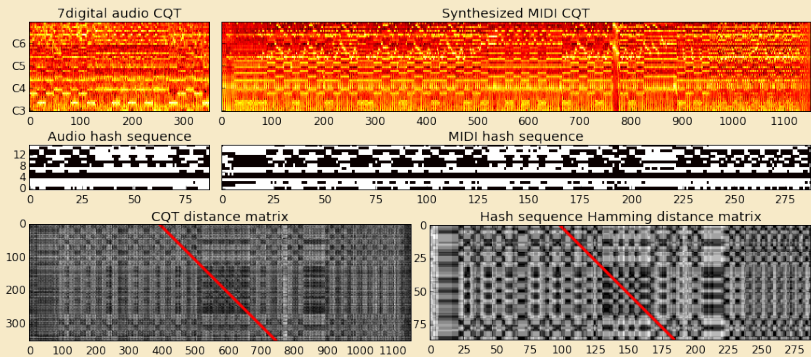 7digital audio CQT
Synthesized MIDI CQT
C6
C5
C4
C3
0 100 200 300
0 100 200 300 400 500 600 700 800 900 1000 1100
Audio hash sequence
MIDI hash sequence
12
8
4
0
0 25 50 75
0 25 50 75 100 125 150 175 200 225 250 275
CQT distance matrix
Hash sequence Hamming distance matrix
0
100
200
300
0 100 200 300 400 500 600 700 800 900 1000 1100
0
25
50
75
0 25 50 75 100 125 150 175 200 225 250 275